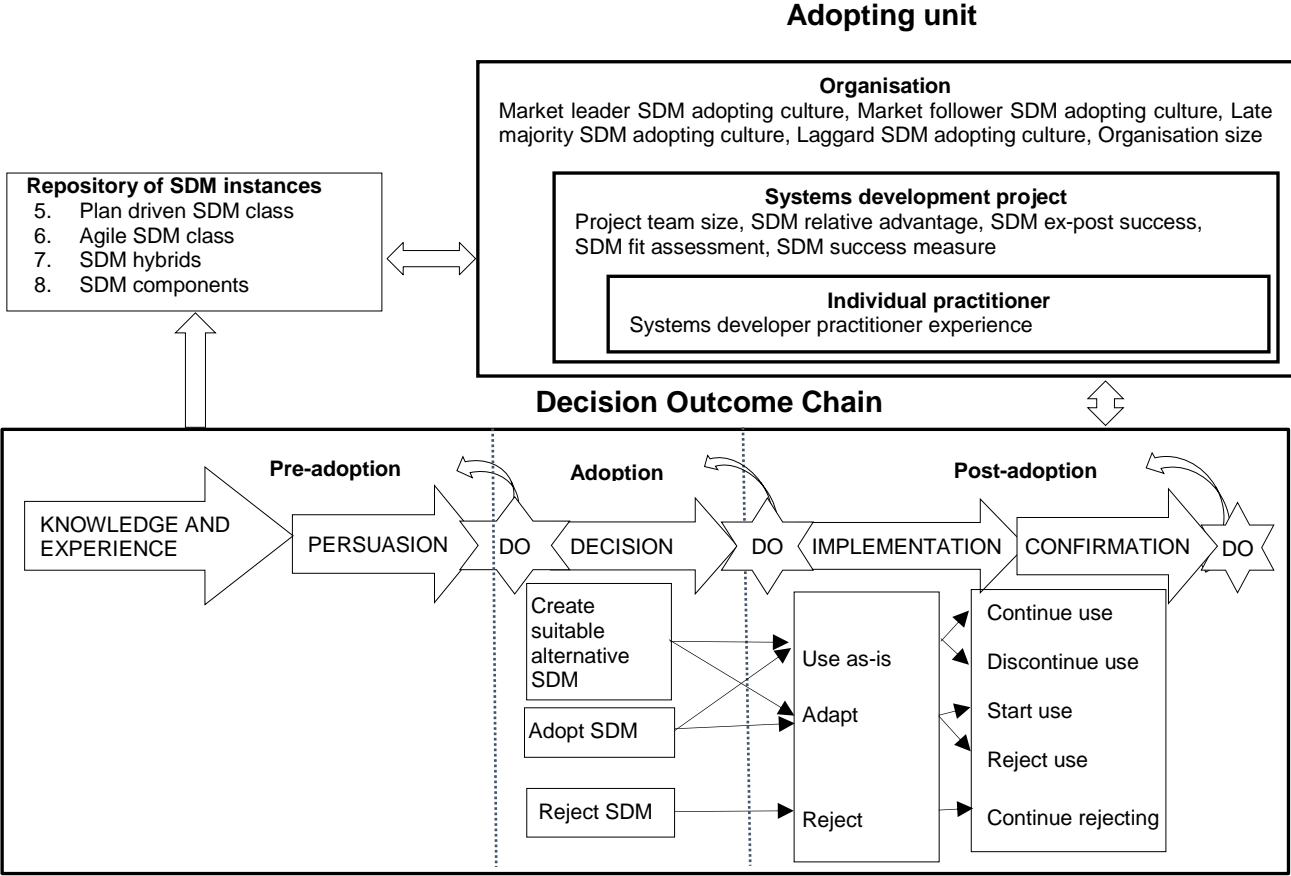 Adopting unit
Organisation
Market leader SDM adopting culture, Market follower SDM adopting culture, Late
majority SDM adopting culture, Laggard SDM adopting culture, Organisation size
Repository of SDM instances
5. Plan driven SDM class
6. Agile SDM class
7. SDM hybrids
8. SDM components
Systems development project
Project team size, SDM relative advantage, SDM ex-post success,
SDM fit assessment, SDM success measure
Individual practitioner
Systems developer practitioner experience
Decision Outcome Chain
Pre-adoption
Adoption
Post-adoption
KNOWLEDGE AND
EXPERIENCE
PERSUASION
DO
DECISION
DO
IMPLEMENTATION
CONFIRMATION
DO
Create
suitable
alternative
SDM
Adopt SDM
Reject SDM
Use as-is
Adapt
Reject
Continue use
Discontinue use
Start use
Reject use
Continue rejecting